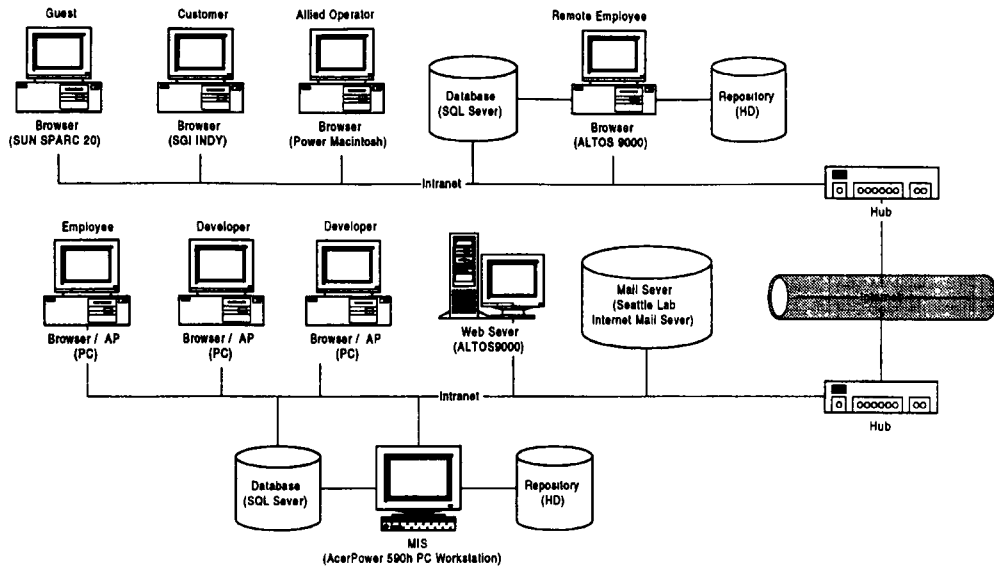 Guest
Customer
Allied Operator
Remote Employee
Database
(SQL Sever)
Repository
(HD)
Browser
(SUN SPARC 20)
Browser
(SGI INDY)
Browser
(Power Macintosh)
Browser
(ALTOS 9000)
Intranet
Hub
Employee
Developer
Developer
Mail Sever
(Seattle Lab
Internet Mail Sever)
Internet
Browser / AP
(PC)
Browser / AP
(PC)
Browser / AP
(PC)
Web Sever
(ALTOS9000)
Intranet
Hub
Database
(SQL Sever)
Repository
(HD)
MIS
(AcerPower 590h PC Workstation)